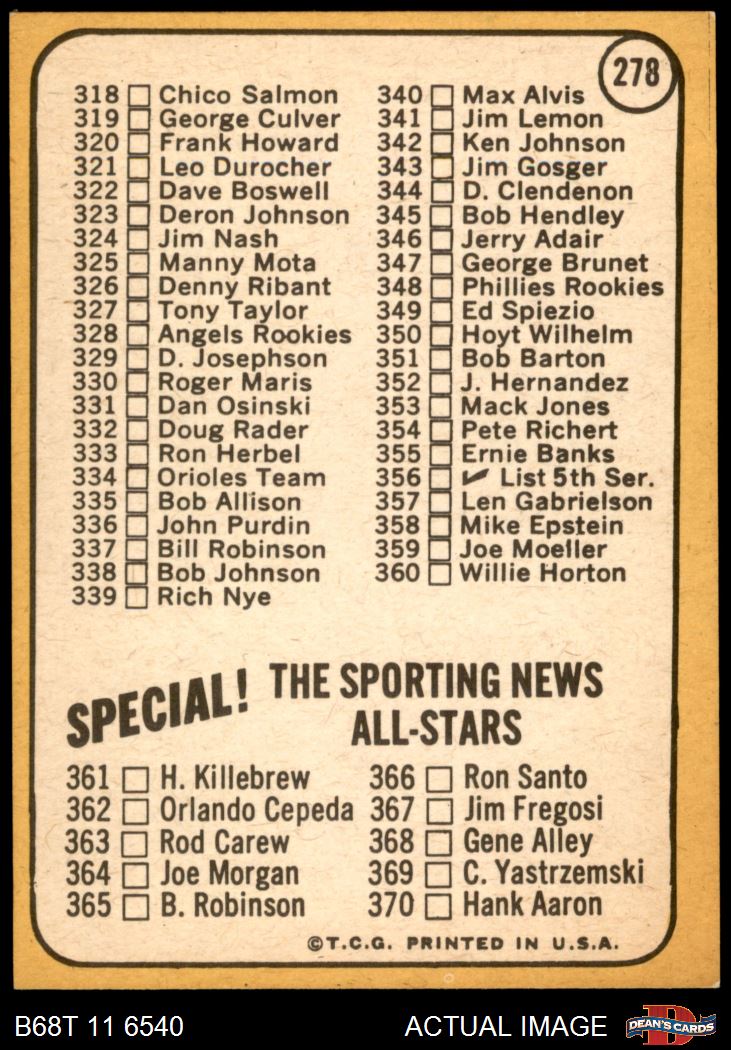 278
318 Chico Salmon
319 George Culver
320 Frank Howard
321 Leo Durocher
322 Dave Boswell
323 Deron Johnson
324 Jim Nash
325 Manny Mota
326 Denny Ribant
327 Tony Taylor
328 Angels Rookies
329 D. Josephson
330 Roger Maris
331 Dan Osinski
332 Doug Rader
333 Ron Herbel
334 Orioles Team
335 Bob Allison
336 John Purdin
337 Bill Robinson
338 Bob Johnson
339 Rich Nye
340 Max Alvis
341 Jim Lemon
342 Ken Johnson
343 Jim Gosger
344 D. Clendenon
345 Bob Hendley
346 Jerry Adair
347 George Brunet
348 Phillies Rookies
349 Ed Spiezio
350 Hoyt Wilhelm
351 Bob Barton
352 J. Hernandez
353 Mack Jones
354 Pete Richert
355 Ernie Banks
356 ✓ List 5th Ser.
357 Len Gabrielson
358 Mike Epstein
359 Joe Moeller
360 Willie Horton
SPECIAL! THE SPORTING NEWS
ALL-STARS
361 H. Killebrew
362 Orlando Cepeda
363 Rod Carew
364 Joe Morgan
365 B. Robinson
366 Ron Santo
367 Jim Fregosi
368 Gene Alley
369 C. Yastrzemski
370 Hank Aaron
©T.C.G. PRINTED IN U.S.A.
B68T 11 6540
ACTUAL IMAGE
D
DEAN'S CARDS